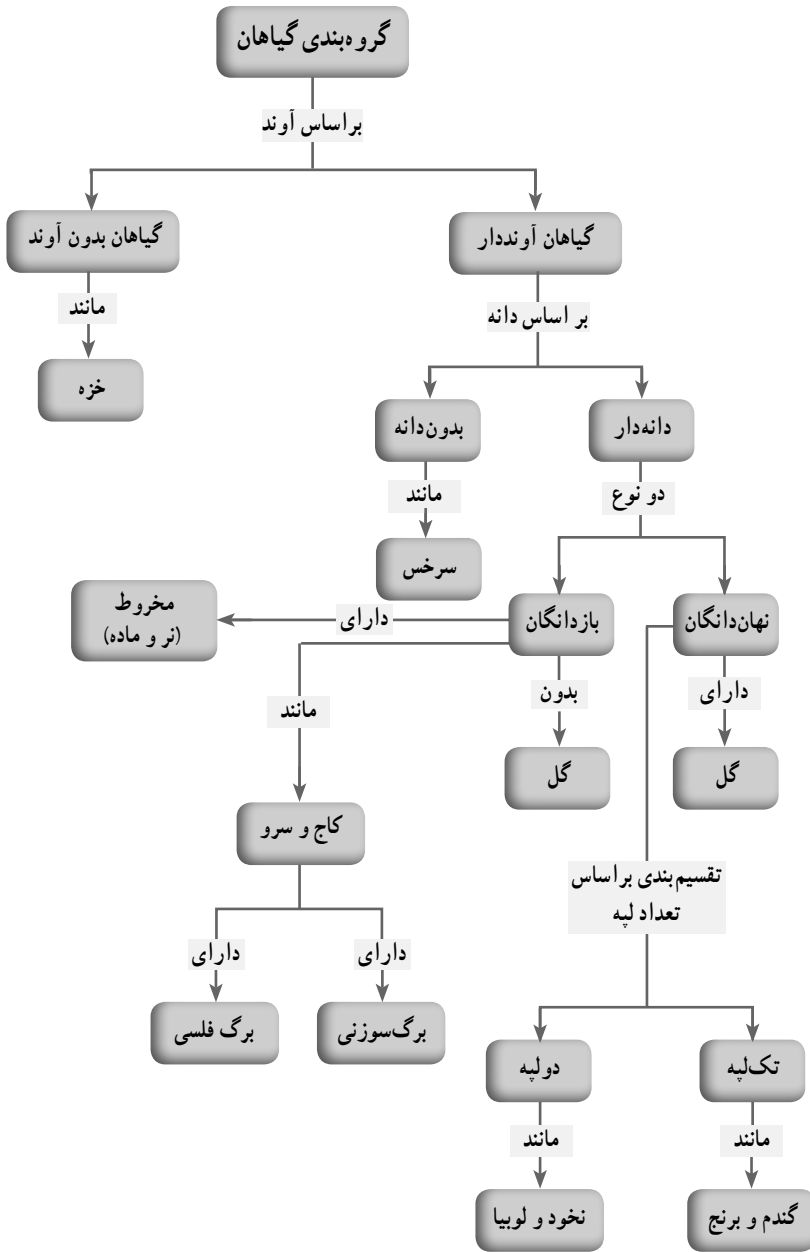 گروه‌بندی گیاهان
براساس آوند
گیاهان آونددار
گیاهان بدون آوند
مانند
بر اساس دانه
خزه
دانه‌دار
بدون‌دانه
دو نوع
مانند
سرخس
نهان‌دانگان
بازدانگان
دارای
مخروط
(نر و ماده)
دارای
بدون
مانند
گل
گل
کاج و سرو
تقسیم‌بندی براساس
تعداد لپه
دارای
دارای
برگ‌سوزنی
برگ فلسی
تک‌لپه
دولپه
مانند
مانند
گندم و برنج
نخود و لوبیا